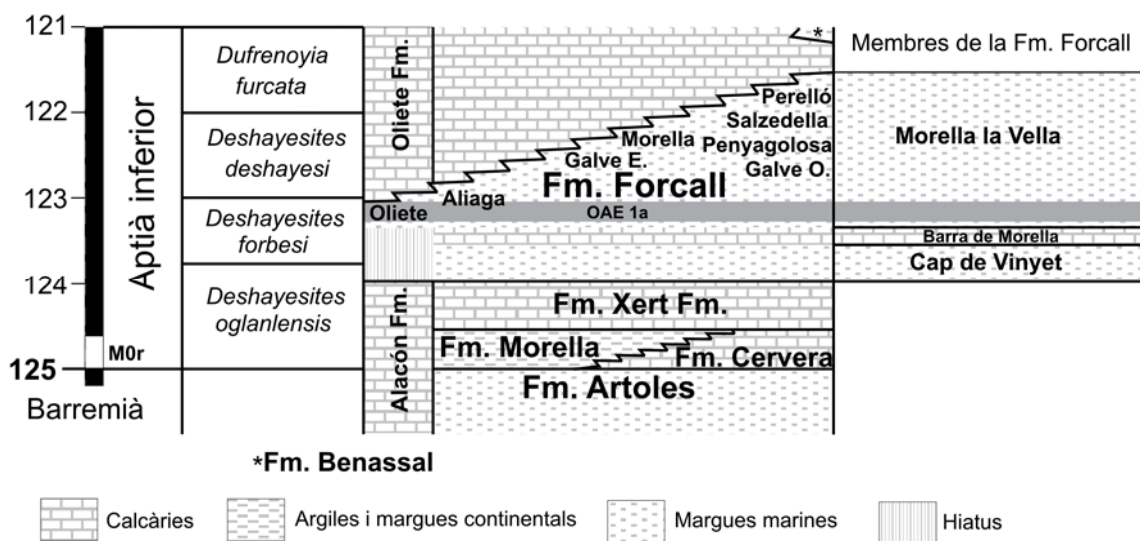 121
122
123
124
125
Barremià
M0r
Aptià inferior
Dufrenoyia
furcata
Deshayesites
deshayesi
Deshayesites
forbesi
Deshayesites
oglanlensis
Oliete Fm.
Alacón Fm.
*
Perelló
Salzedella
Morella
Penyagolosa
Galve E.
Galve O.
Fm. Forcall
Aliaga
Oliete
OAE 1a
Fm. Xert Fm.
Fm. Morella
Fm. Cervera
Fm. Artoles
Membres de la Fm. Forcall
Morella la Vella
Barra de Morella
Cap de Vinyet
*Fm. Benassal
Calcàries
Argiles i margues continentals
Margues marines
Hiatus